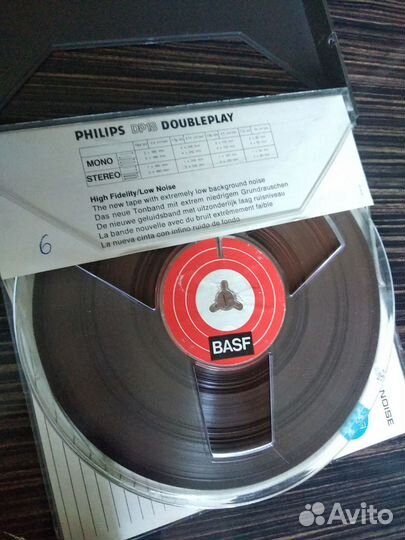 PHILIPS DP18 DOUBLEPLAY
MONO
STEREO
High Fidelity/Low Noise
The new tape with extremely low background noise
Das neue Tonband mit extrem niedrigem Grundrauschen
De nieuwe geluidsband met uitzonderlijk laag ruisniveau
La bande nouvelle avec du bruit extrêmement faible
La nueva cinta con infimo ruido de fondo
6
BASF
NOISE
Avito